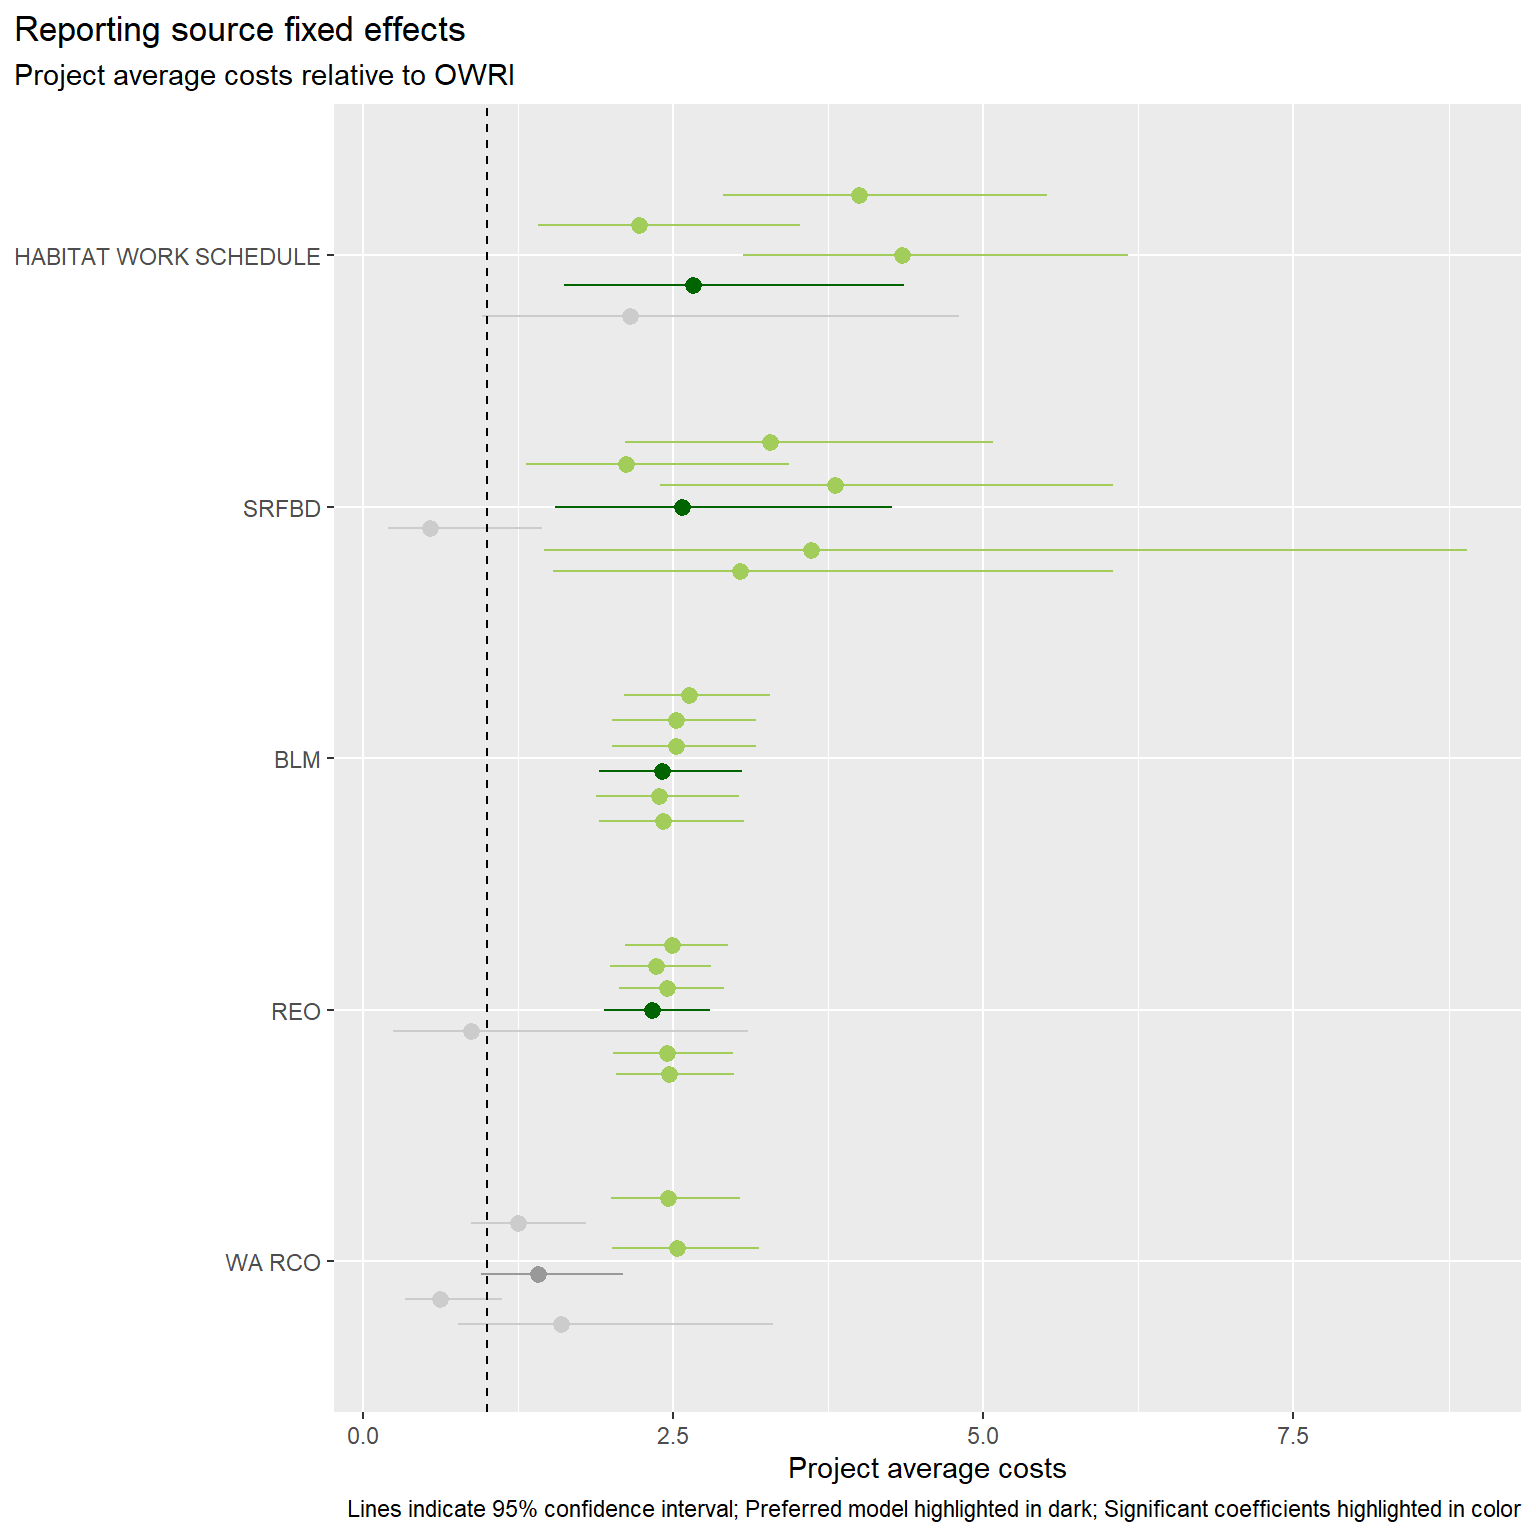 Reporting source fixed effects
Project average costs relative to OWRI
HABITAT WORK SCHEDULE
SRFBD
BLM
REO
WA RCO
0.0 2.5 5.0 7.5
Project average costs
Lines indicate 95% confidence interval; Preferred model highlighted in dark; Significant coefficients highlighted in color